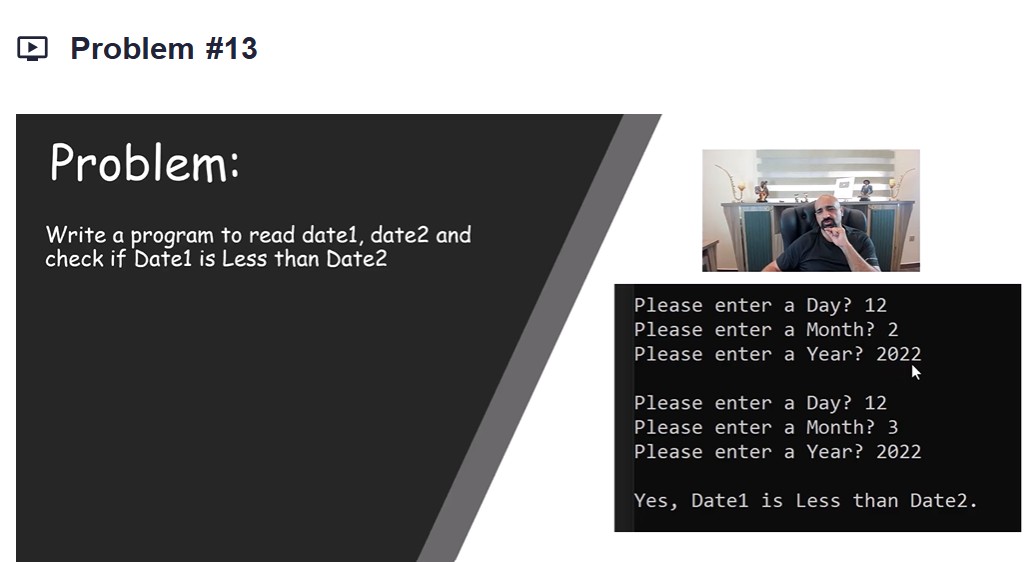 Problem #13
Problem:
Write a program to read date1, date2 and
check if Date1 is Less than Date2
Please enter a Day? 12
Please enter a Month? 2
Please enter a Year? 2022
Please enter a Day? 12
Please enter a Month? 3
Please enter a Year? 2022
Yes, Date1 is Less than Date2.